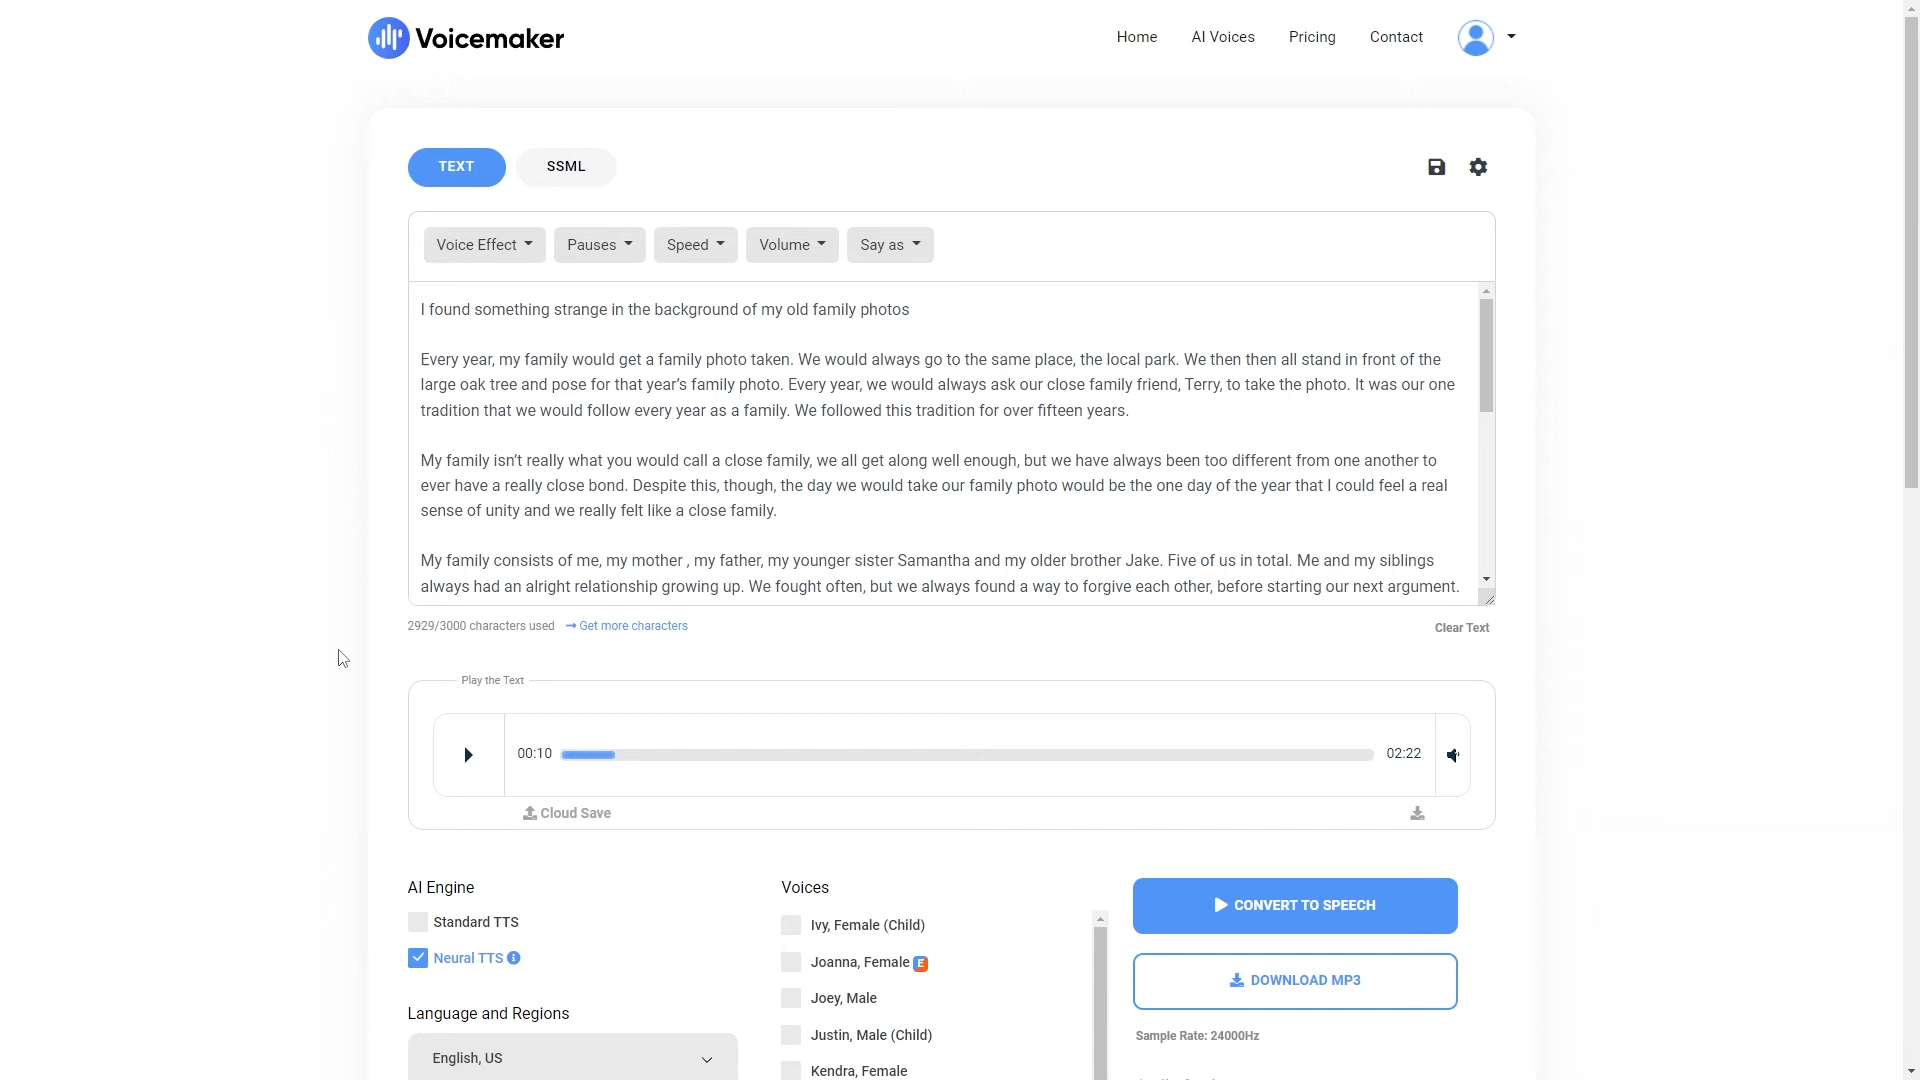 Voicemaker
Home AI Voices Pricing Contact
TEXT SSML
Voice Effect Pauses Speed Volume Say as
I found something strange in the background of my old family photos
Every year, my family would get a family photo taken. We would always go to the same place, the local park. We then then all stand in front of the
large oak tree and pose for that year's family photo. Every year, we would always ask our close family friend, Terry, to take the photo. It was our one
tradition that we would follow every year as a family. We followed this tradition for over fifteen years.
My family isn't really what you would call a close family, we all get along well enough, but we have always been too different from one another to
ever have a really close bond. Despite this, though, the day we would take our family photo would be the one day of the year that I could feel a real
sense of unity and we really felt like a close family.
My family consists of me, my mother , my father, my younger sister Samantha and my older brother Jake. Five of us in total. Me and my siblings
always had an alright relationship growing up. We fought often, but we always found a way to forgive each other, before starting our next argument.
2929/3000 characters used → Get more characters Clear Text
Play the Text
00:10 02:22
Cloud Save
AI Engine
Standard TTS
Neural TTS
Language and Regions
English, US
Voices
Ivy, Female (Child)
Joanna, Female E
Joey, Male
Justin, Male (Child)
Kendra, Female
CONVERT TO SPEECH
DOWNLOAD MP3
Sample Rate: 24000Hz